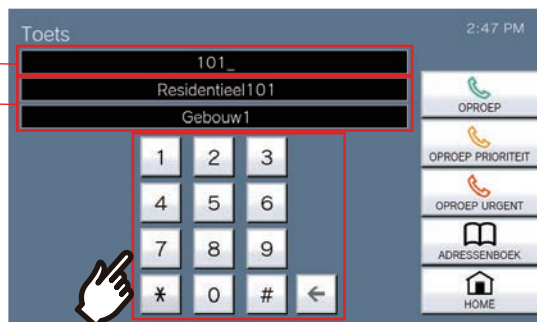 Toets
2:47 PM
101_
Residentieel101
Gebouw1
1 2 3
4 5 6
7 8 9
* 0 # ←
OPROEP
OPROEP PRIORITEIT
OPROEP URGENT
ADRESSENBOEK
HOME